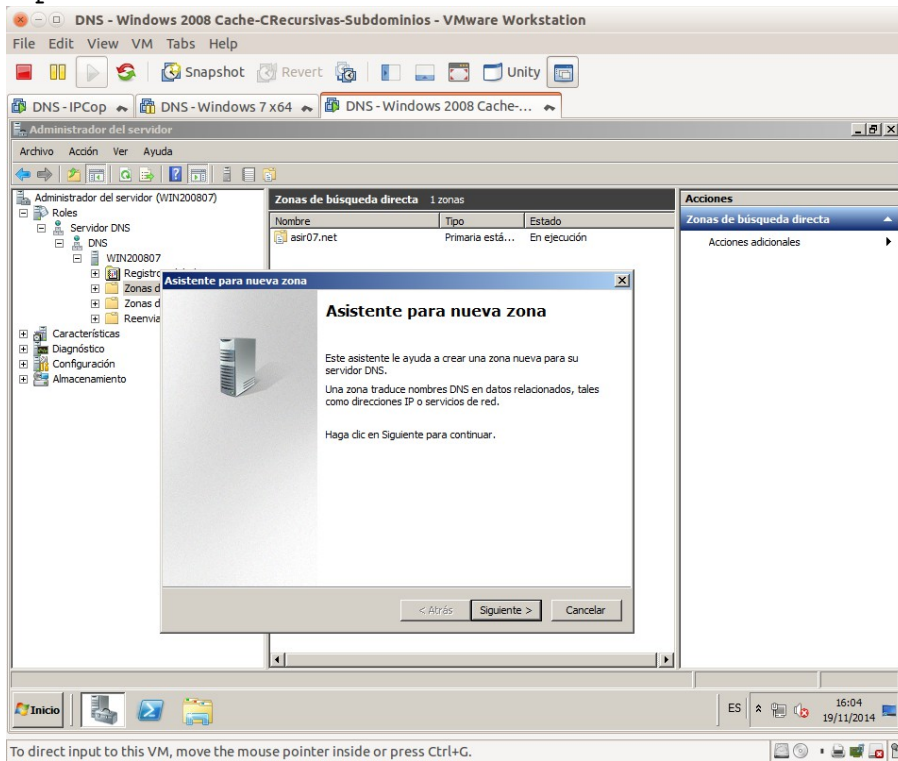 DNS - Windows 2008 Cache-CRecursivas-Subdominios - VMware Workstation
File Edit View VM Tabs Help
Snapshot Revert Unity
DNS - IPCop DNS - Windows 7 x64 DNS - Windows 2008 Cache-...
Administrador del servidor
Archivo Acción Ver Ayuda
Administrador del servidor (WIN200807)
Roles
Servidor DNS
DNS
WIN200807
Registro
Zonas d
Zonas d
Reenvia
Características
Diagnóstico
Configuración
Almacenamiento
Zonas de búsqueda directa 1 zonas
Nombre Tipo Estado
asir07.net Primaria está... En ejecución
Acciones
Zonas de búsqueda directa
Acciones adicionales
Asistente para nueva zona
Asistente para nueva zona
Este asistente le ayuda a crear una zona nueva para su
servidor DNS.
Una zona traduce nombres DNS en datos relacionados, tales
como direcciones IP o servicios de red.
Haga clic en Siguiente para continuar.
< Atrás Siguiente > Cancelar
Inicio
ES 16:04
19/11/2014
To direct input to this VM, move the mouse pointer inside or press Ctrl+G.